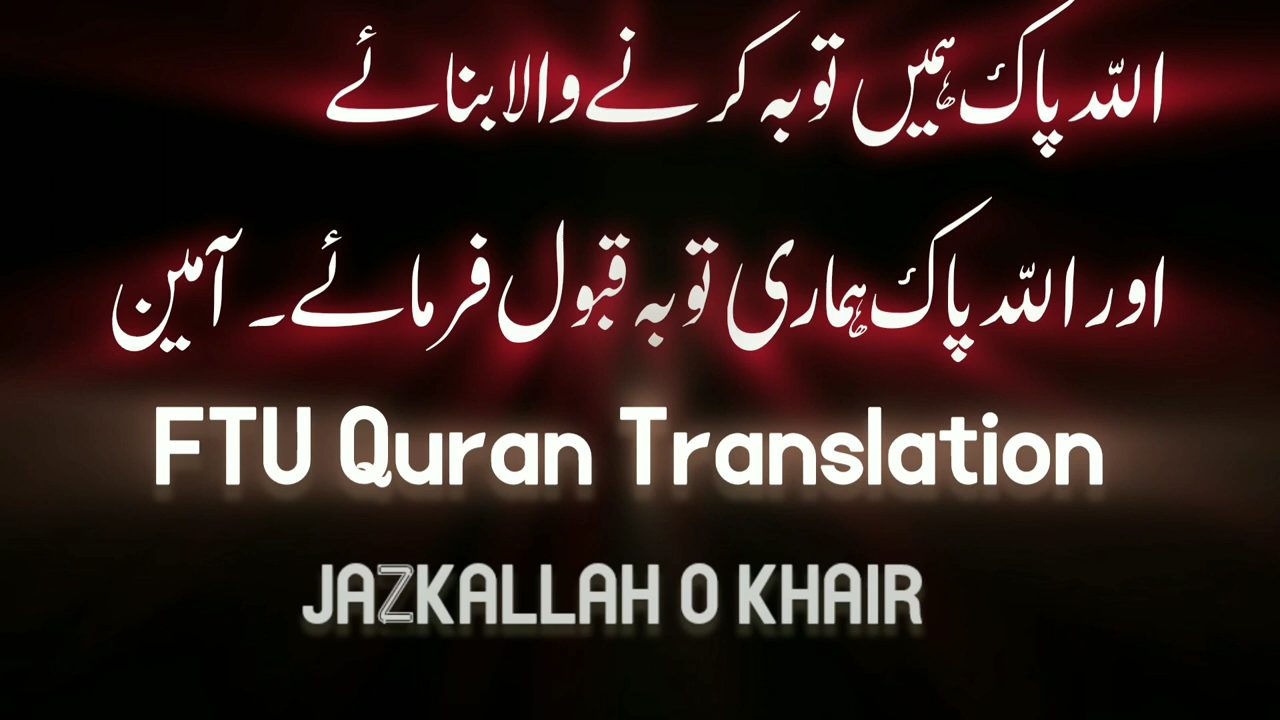 اللہ پاک ہمیں توبہ کرنے والا بنائے
اور اللہ پاک ہماری توبہ قبول فرمائے۔ آمین
FTU Quran Translation
JAZKALLAH O KHAIR